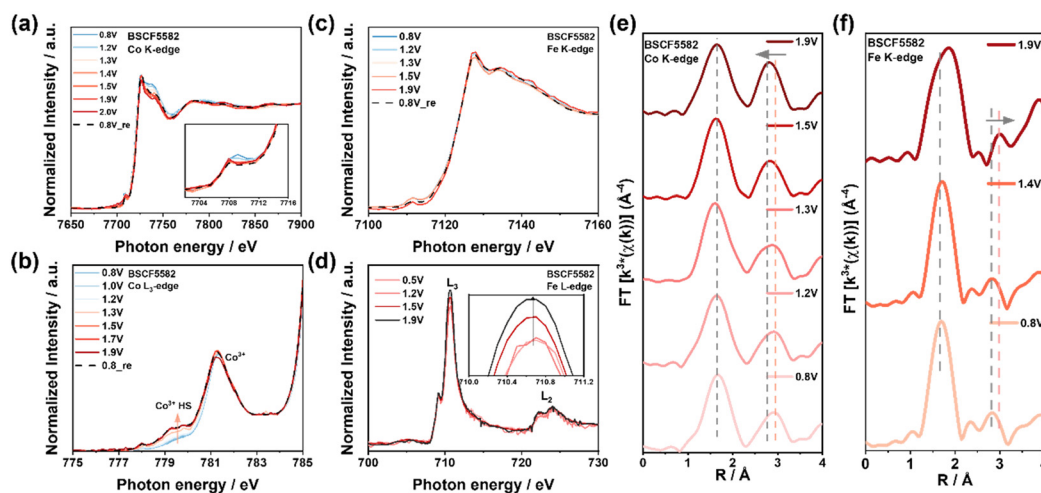 (a)
BSCF5582
Co K-edge
0.8V
1.2V
1.3V
1.4V
1.5V
1.9V
2.0V
0.8V_re
7704 7708 7712 7716
7650 7700 7750 7800 7850 7900
Photon energy / eV
Normalized Intensity / a.u.
(b)
BSCF5582
Co L3-edge
0.8V
1.0V
1.2V
1.3V
1.5V
1.7V
1.9V
0.8_re
Co³⁺
Co³⁺ HS
775 777 779 781 783 785
Photon energy / eV
Normalized Intensity / a.u.
(c)
BSCF5582
Fe K-edge
0.8V
1.2V
1.3V
1.5V
1.9V
0.8V_re
7100 7120 7140 7160
Photon energy / eV
Normalized Intensity / a.u.
(d)
BSCF5582
Fe L-edge
0.5V
1.2V
1.5V
1.9V
L3
L2
710.0 710.4 710.8 711.2
700 710 720 730
Photon energy / eV
Normalized Intensity / a.u.
(e)
BSCF5582
Co K-edge
1.9V
1.5V
1.3V
1.2V
0.8V
0 1 2 3 4
R / Å
FT [k³*(χ(k))] (Å⁻⁴)
(f)
BSCF5582
Fe K-edge
1.9V
1.4V
0.8V
0 1 2 3 4
R / Å
FT [k³*(χ(k))] (Å⁻⁴)